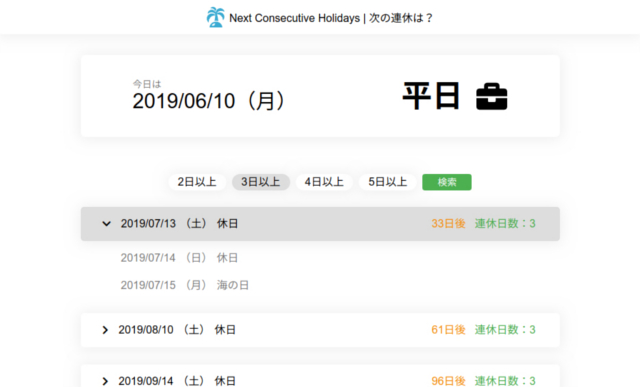 Next Consecutive Holidays | 次の連休は？
今日は
2019/06/10（月）
平日
2日以上 3日以上 4日以上 5日以上 検索
2019/07/13 （土） 休日 33日後 連休日数：3
2019/07/14 （日） 休日
2019/07/15 （月） 海の日
2019/08/10 （土） 休日 61日後 連休日数：3
2019/09/14 （土） 休日 96日後 連休日数：3